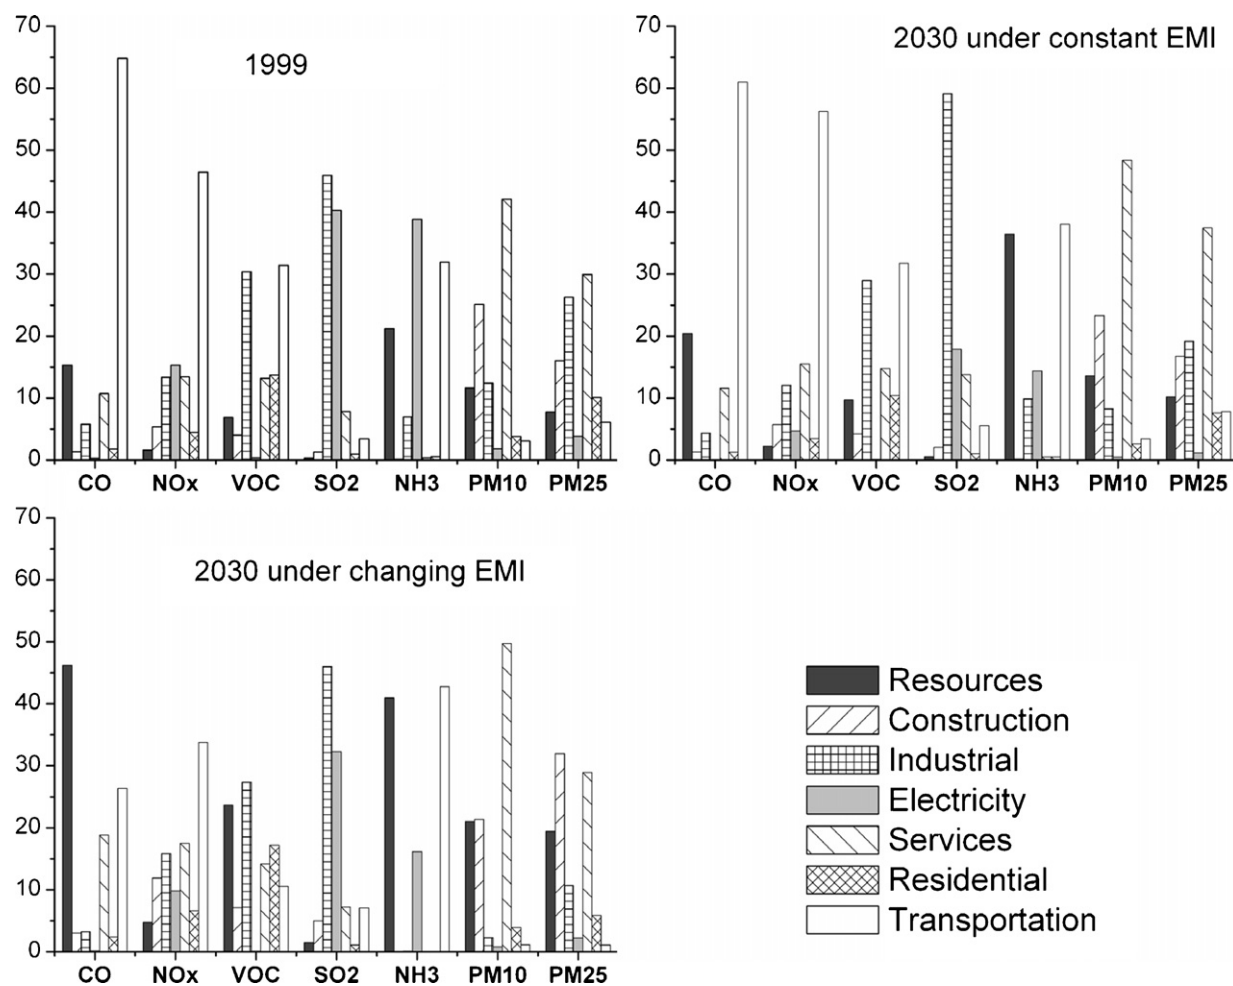 70
60
50
40
30
20
10
0
1999
CO NOx VOC SO2 NH3 PM10 PM25
70
60
50
40
30
20
10
0
2030 under constant EMI
CO NOx VOC SO2 NH3 PM10 PM25
70
60
50
40
30
20
10
0
2030 under changing EMI
CO NOx VOC SO2 NH3 PM10 PM25
Resources
Construction
Industrial
Electricity
Services
Residential
Transportation